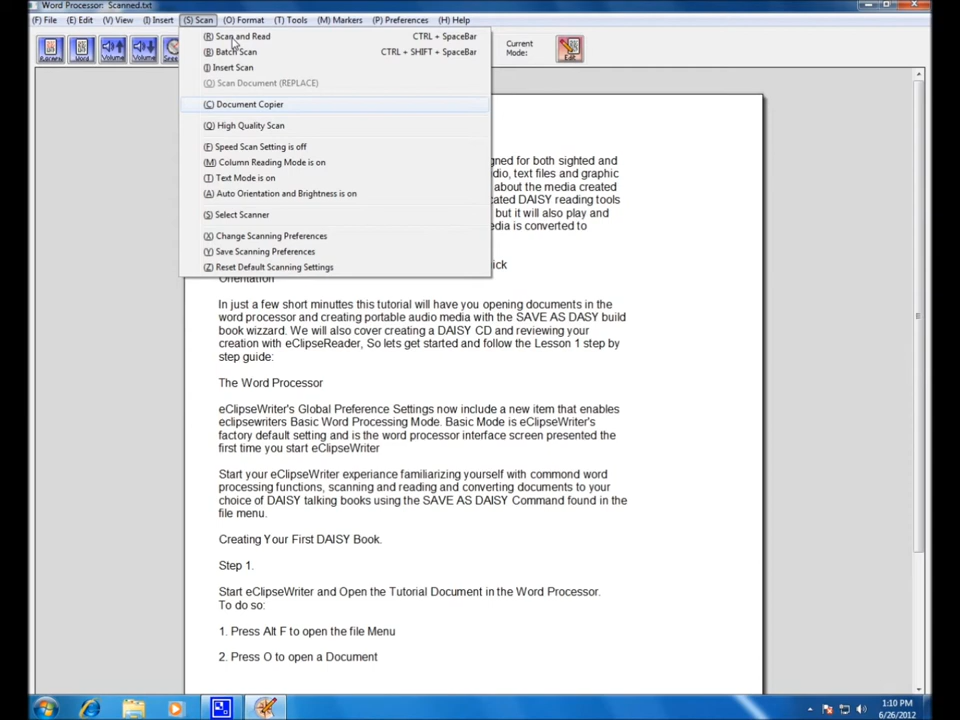 Word Processor: Scanned.txt
(F) File (E) Edit (V) View (I) Insert (S) Scan (O) Format (T) Tools (M) Markers (P) Preferences (H) Help
Word Volume Volume Current Mode: Edit
(R) Scan and Read CTRL + SpaceBar
(B) Batch Scan CTRL + SHIFT + SpaceBar
(I) Insert Scan
(O) Scan Document (REPLACE)
(C) Document Copier
(Q) High Quality Scan
(F) Speed Scan Setting is off
(M) Column Reading Mode is on
(T) Text Mode is on
(A) Auto Orientation and Brightness is on
(S) Select Scanner
(X) Change Scanning Preferences
(Y) Save Scanning Preferences
(Z) Reset Default Scanning Settings
gned for both sighted and
dio, text files and graphic
about the media created
ated DAISY reading tools
but it will also play and
edia is converted to
ick
Orientation
In just a few short minuttes this tutorial will have you opening documents in the
word processor and creating portable audio media with the SAVE AS DASY build
book wizzard. We will also cover creating a DAISY CD and reviewing your
creation with eClipseReader, So lets get started and follow the Lesson 1 step by
step guide:
The Word Processor
eClipseWriter's Global Preference Settings now include a new item that enables
eclipsewriters Basic Word Processing Mode. Basic Mode is eClipseWriter's
factory default setting and is the word processor interface screen presented the
first time you start eClipseWriter
Start your eClipseWriter experiance familiarizing yourself with commond word
processing functions, scanning and reading and converting documents to your
choice of DAISY talking books using the SAVE AS DAISY Command found in the
file menu.
Creating Your First DAISY Book.
Step 1.
Start eClipseWriter and Open the Tutorial Document in the Word Processor.
To do so:
1. Press Alt F to open the file Menu
2. Press O to open a Document
1:10 PM
6/26/2012